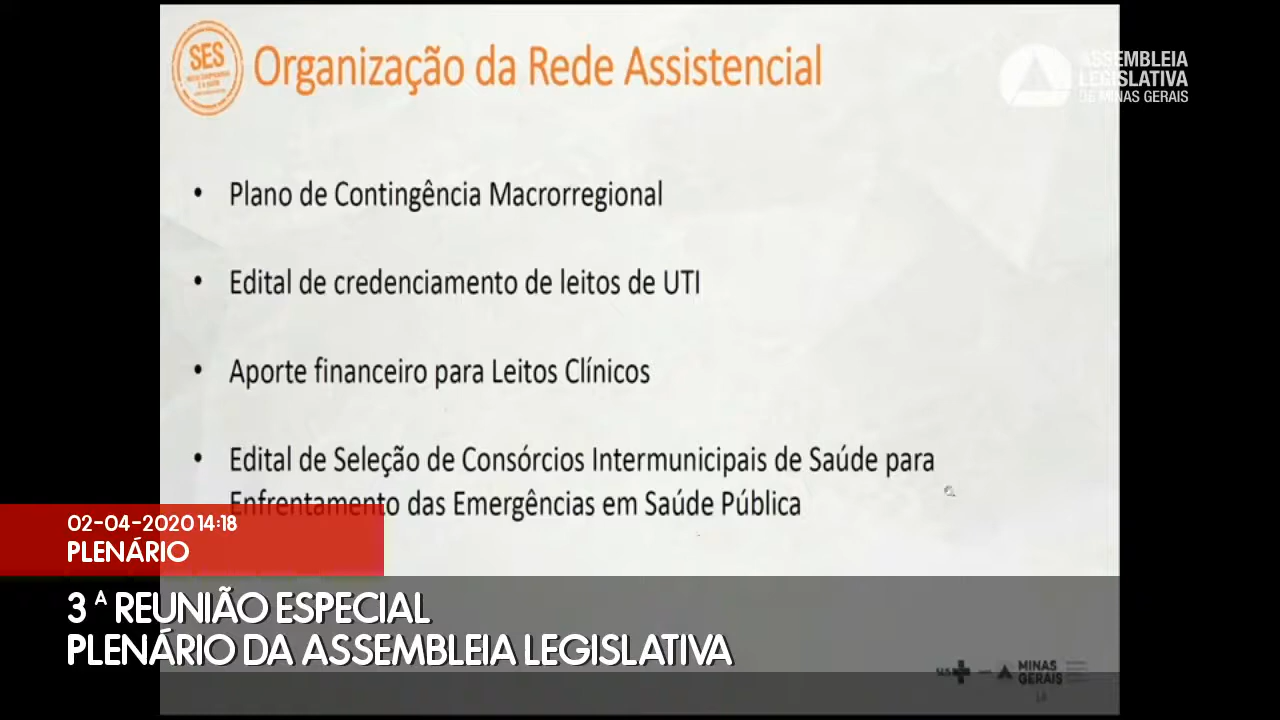 SES
Organização da Rede Assistencial
ASSEMBLEIA
LEGISLATIVA
DE MINAS GERAIS
• Plano de Contingência Macrorregional
• Edital de credenciamento de leitos de UTI
• Aporte financeiro para Leitos Clínicos
• Edital de Seleção de Consórcios Intermunicipais de Saúde para
Enfrentamento das Emergências em Saúde Pública
02-04-2020 14:18
PLENÁRIO
3ª REUNIÃO ESPECIAL
PLENÁRIO DA ASSEMBLEIA LEGISLATIVA
SUS
MINAS
GERAIS